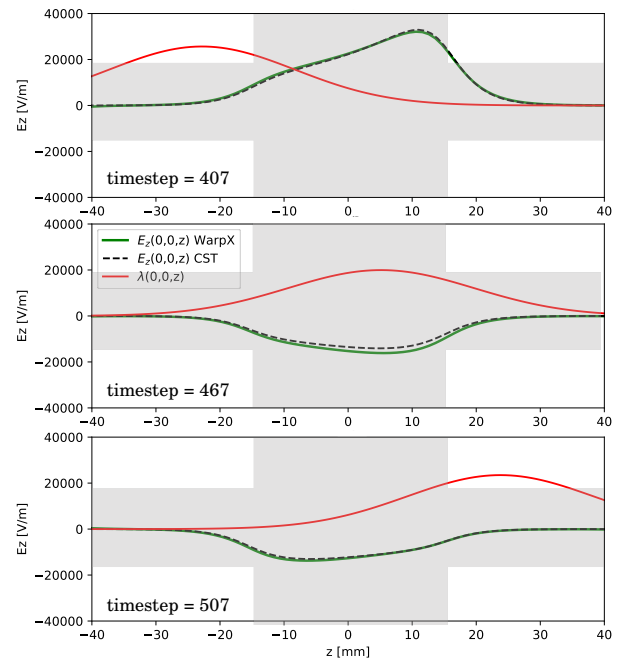 40000
20000
0
−20000
−40000
Ez [V/m]
timestep = 407
−40 −30 −20 −10 0 10 20 30 40
40000
20000
0
−20000
−40000
Ez [V/m]
E_z(0,0,z) WarpX
E_z(0,0,z) CST
λ(0,0,z)
timestep = 467
−40 −30 −20 −10 0 10 20 30 40
40000
20000
0
−20000
−40000
Ez [V/m]
timestep = 507
−40 −30 −20 −10 0 10 20 30 40
z [mm]